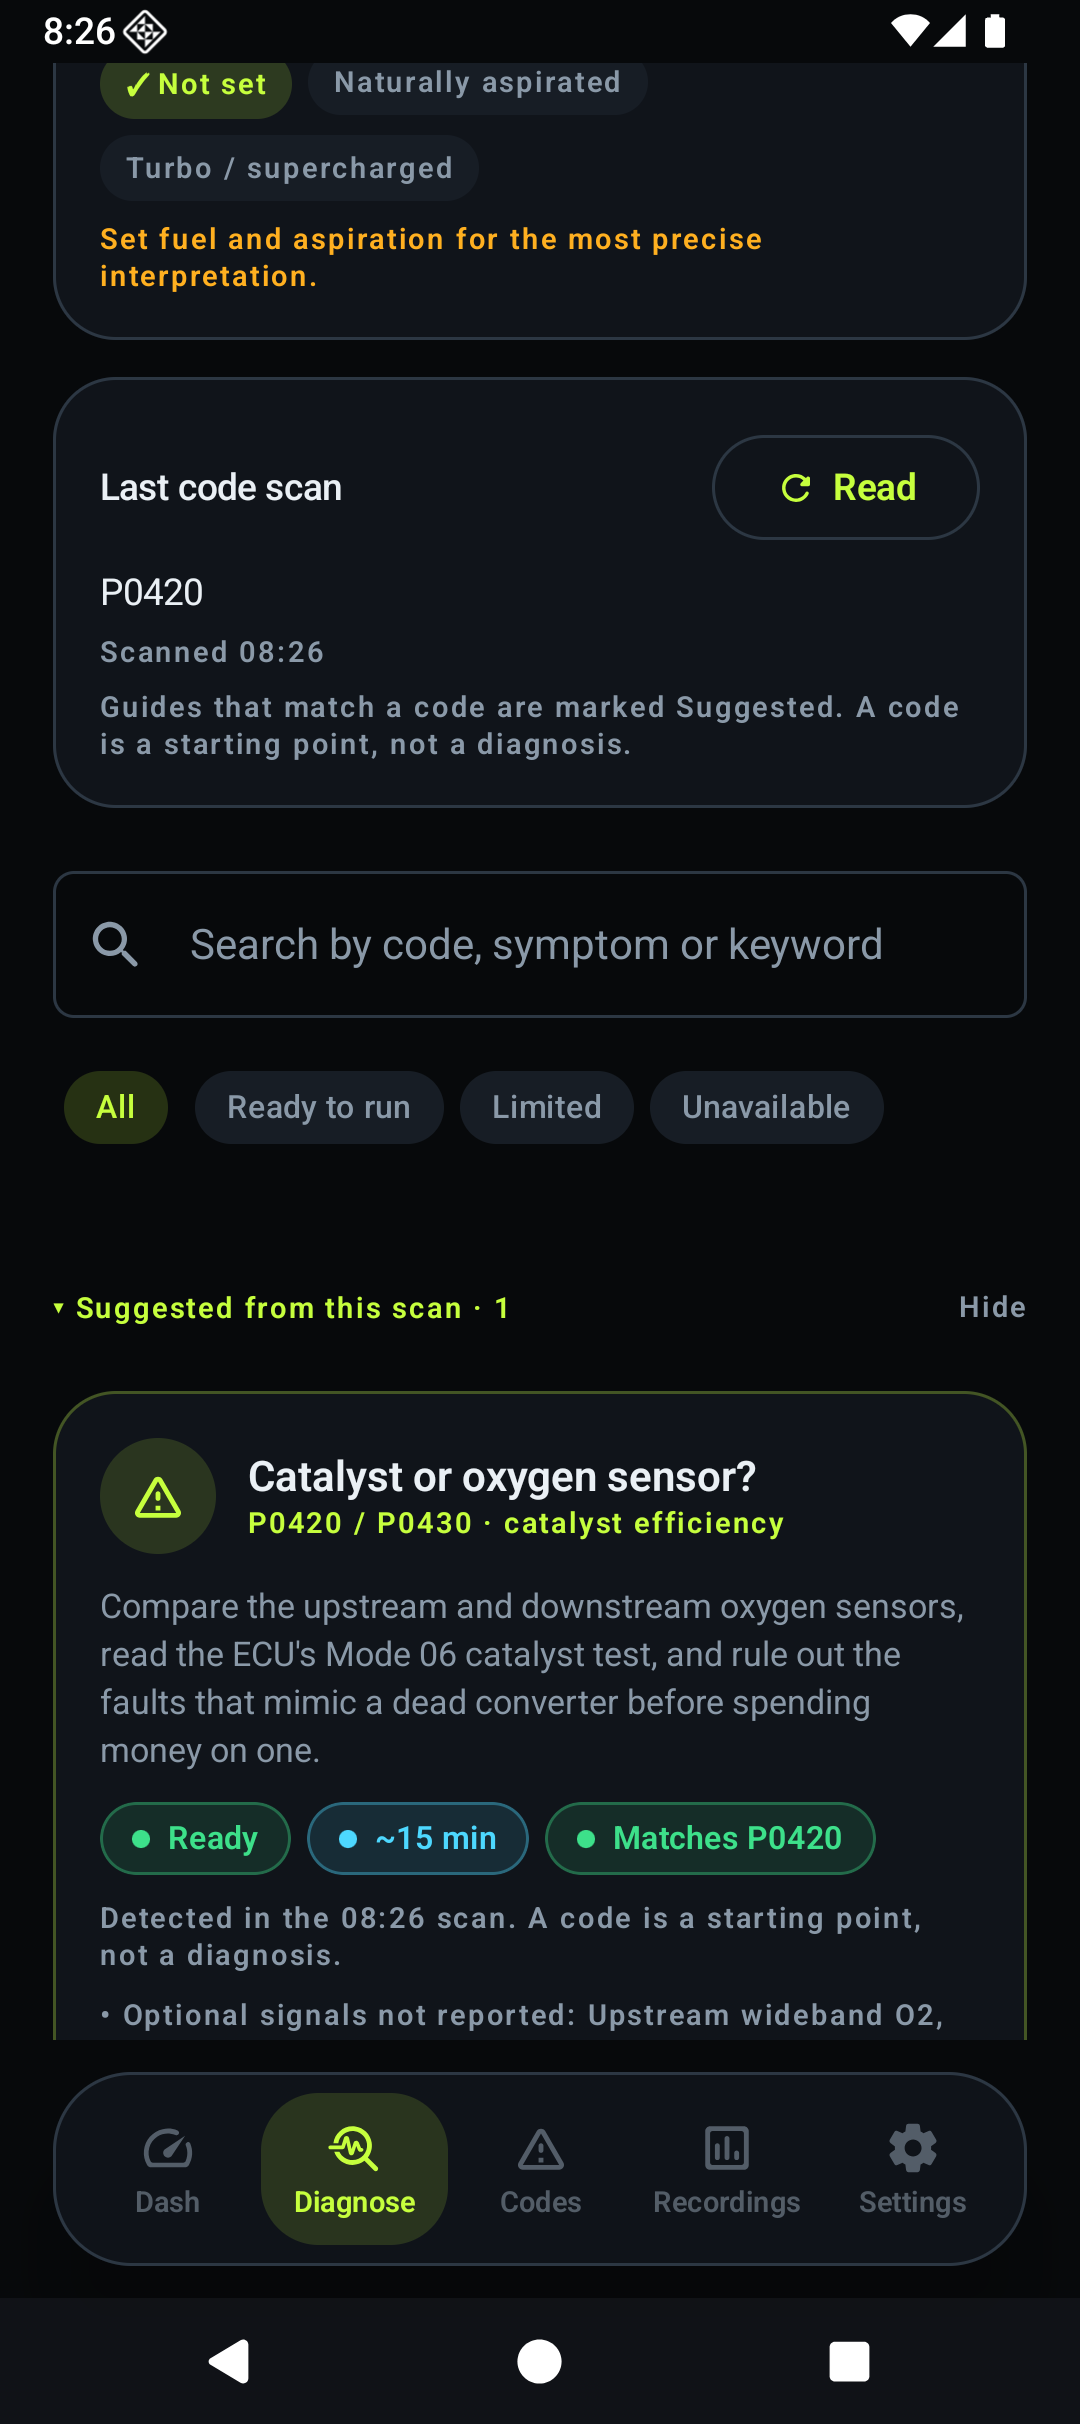 8:26
✓ Not set
Naturally aspirated
Turbo / supercharged
Set fuel and aspiration for the most precise
interpretation.
Last code scan
Read
P0420
Scanned 08:26
Guides that match a code are marked Suggested. A code
is a starting point, not a diagnosis.
Search by code, symptom or keyword
All
Ready to run
Limited
Unavailable
▾ Suggested from this scan · 1
Hide
Catalyst or oxygen sensor?
P0420 / P0430 · catalyst efficiency
Compare the upstream and downstream oxygen sensors,
read the ECU's Mode 06 catalyst test, and rule out the
faults that mimic a dead converter before spending
money on one.
Ready
~15 min
Matches P0420
Detected in the 08:26 scan. A code is a starting point,
not a diagnosis.
• Optional signals not reported: Upstream wideband O2,
Dash
Diagnose
Codes
Recordings
Settings